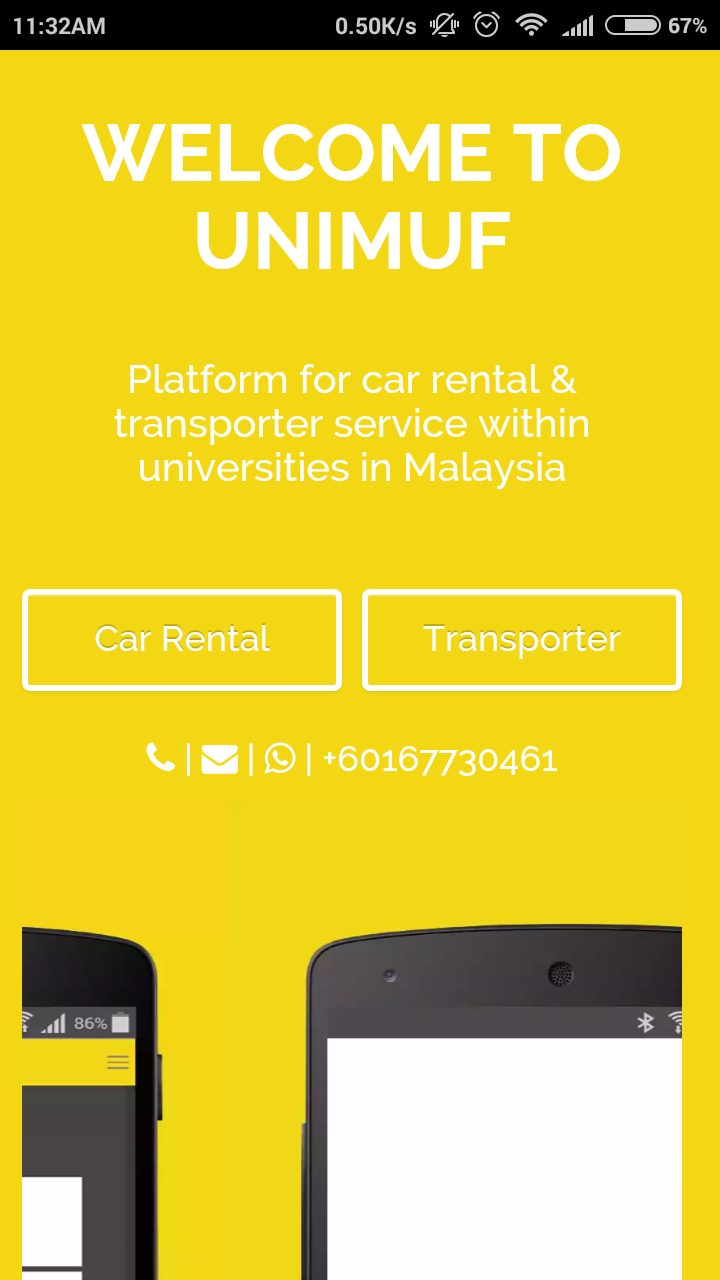 11:32AM 0.50K/s 67%
WELCOME TO
UNIMUF
Platform for car rental &
transporter service within
universities in Malaysia
Car Rental Transporter
| | | +60167730461
86%